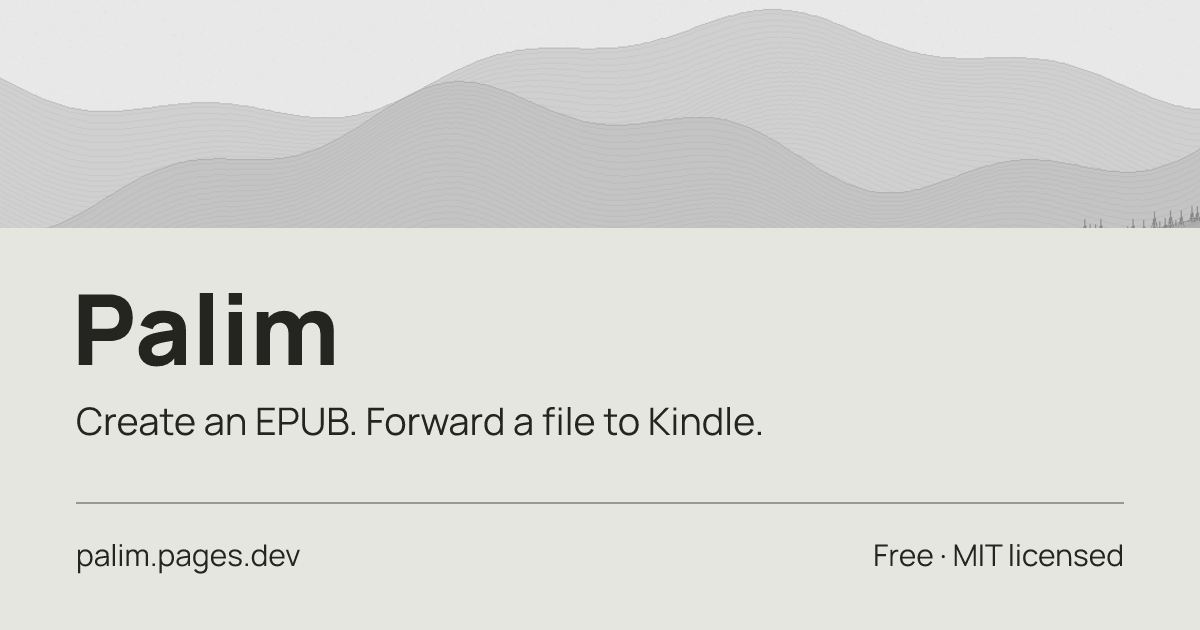 Palim
Create an EPUB. Forward a file to Kindle.
palim.pages.dev
Free · MIT licensed